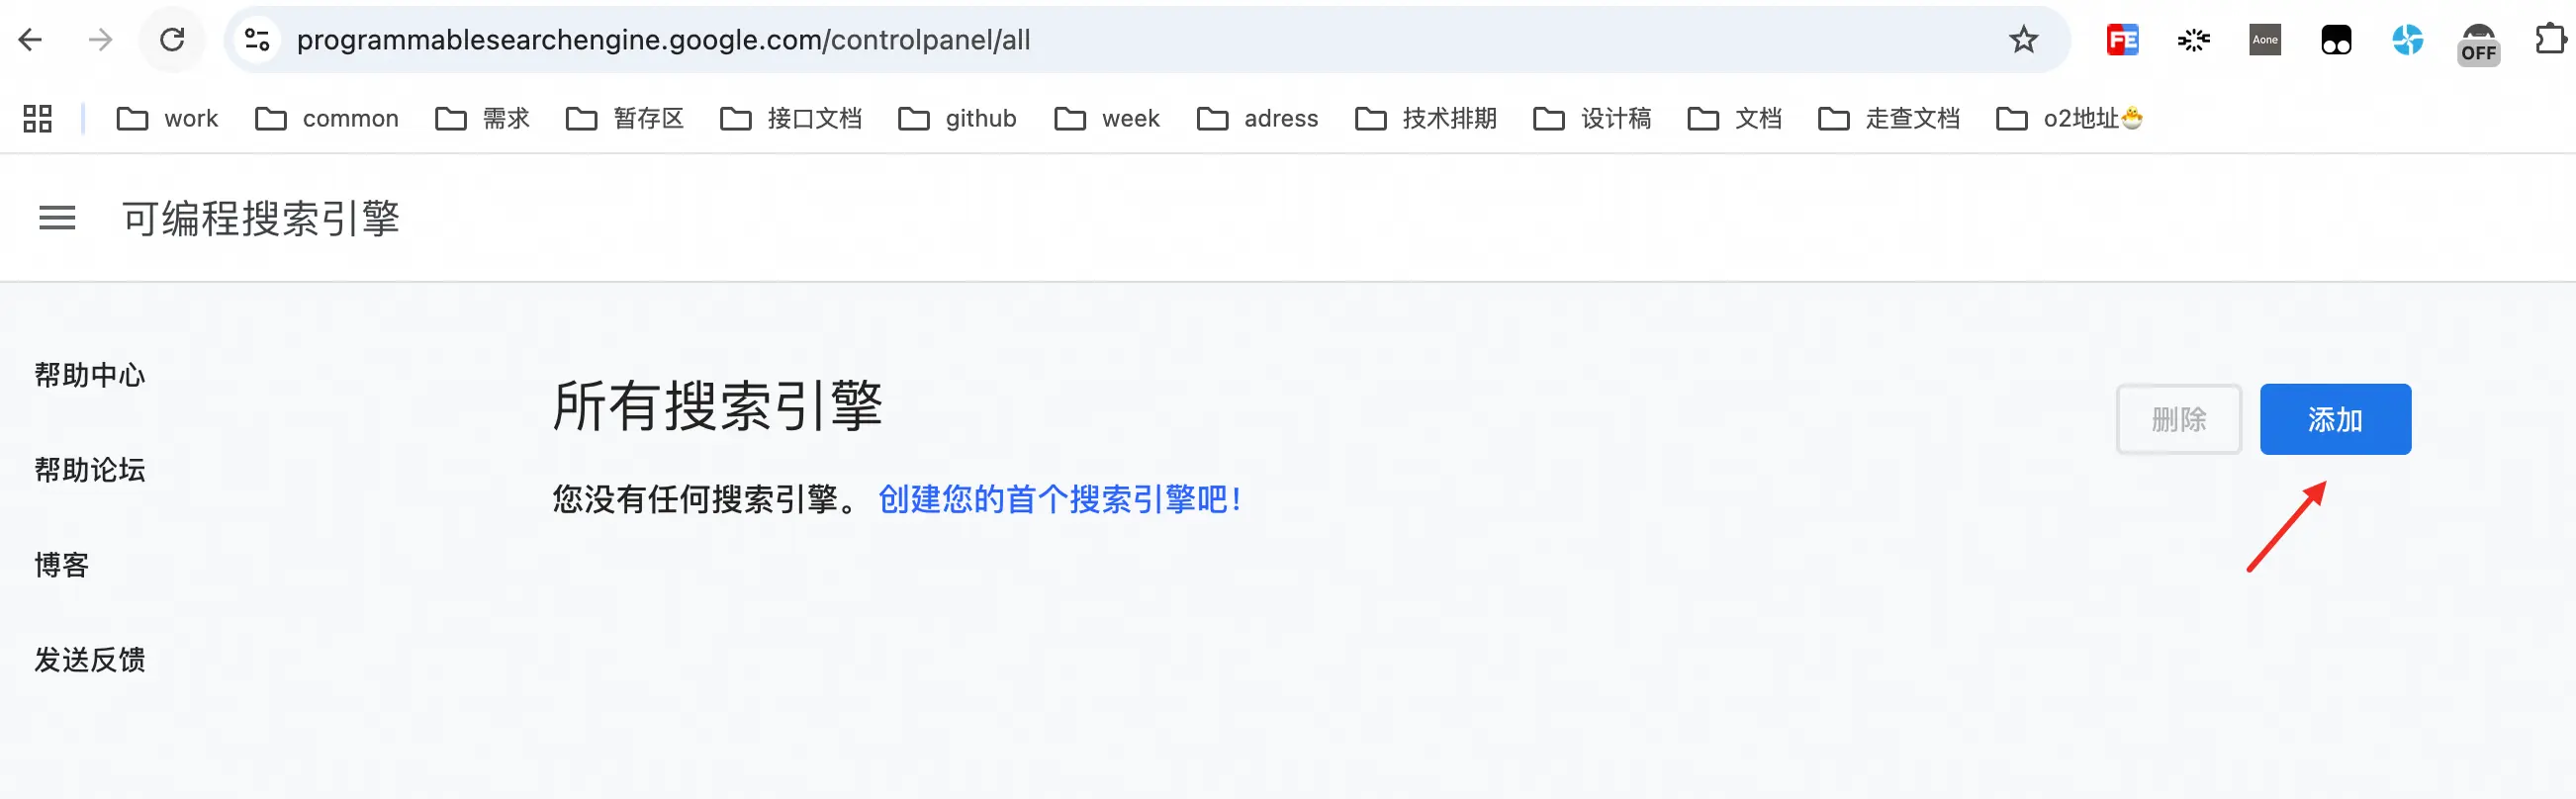 programmablesearchengine.google.com/controlpanel/all
FE
Aone
OFF
work common 需求 暂存区 接口文档 github week adress 技术排期 设计稿 文档 走查文档 o2地址🐣
可编程搜索引擎
帮助中心
帮助论坛
博客
发送反馈
所有搜索引擎
您没有任何搜索引擎。 创建您的首个搜索引擎吧！
删除
添加